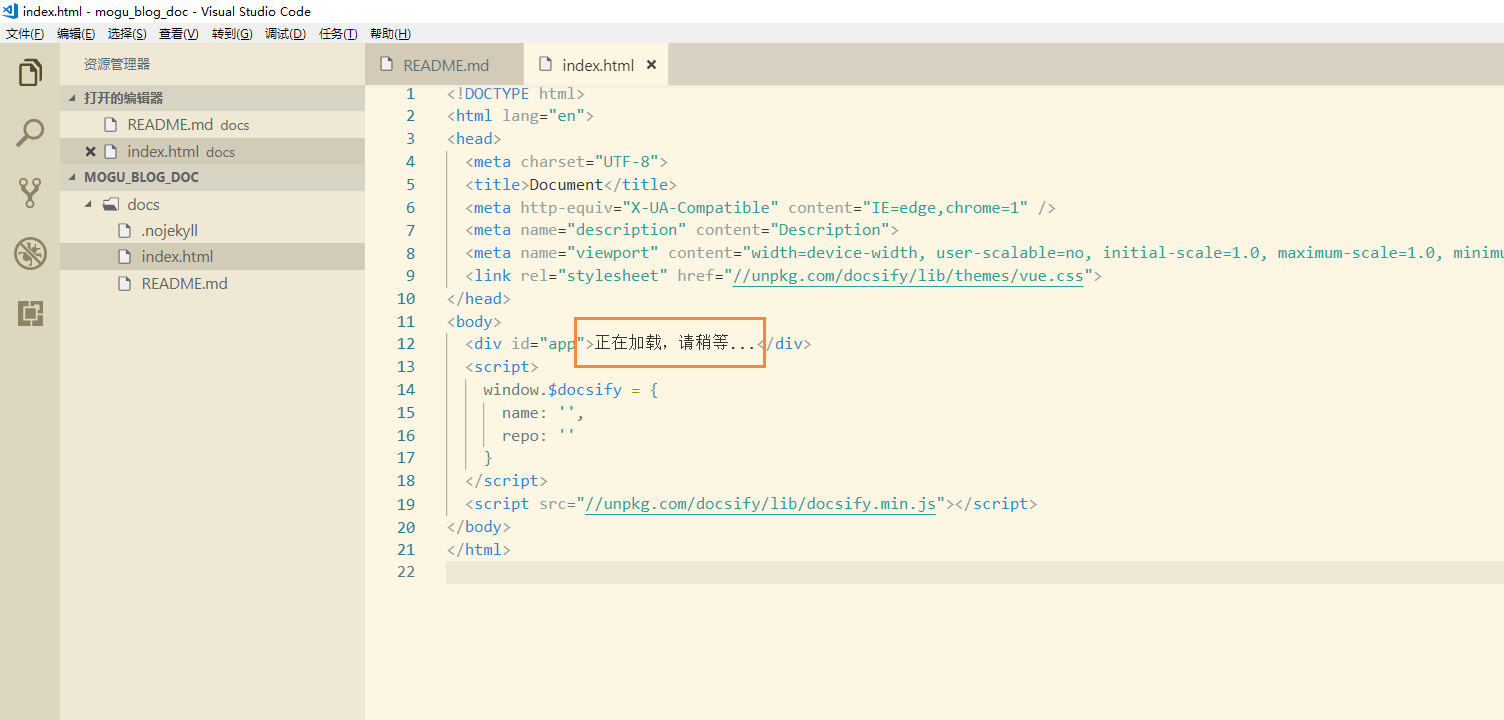 index.html - mogu_blog_doc - Visual Studio Code
文件(F) 编辑(E) 选择(S) 查看(V) 转到(G) 调试(D) 任务(T) 帮助(H)
资源管理器
打开的编辑器
README.md docs
index.html docs
MOGU_BLOG_DOC
docs
.nojekyll
index.html
README.md
README.md index.html
1 <!DOCTYPE html>
2 <html lang="en">
3 <head>
4 <meta charset="UTF-8">
5 <title>Document</title>
6 <meta http-equiv="X-UA-Compatible" content="IE=edge,chrome=1" />
7 <meta name="description" content="Description">
8 <meta name="viewport" content="width=device-width, user-scalable=no, initial-scale=1.0, maximum-scale=1.0, minimu
9 <link rel="stylesheet" href="//unpkg.com/docsify/lib/themes/vue.css">
10 </head>
11 <body>
12 <div id="app">正在加载，请稍等...</div>
13 <script>
14 window.$docsify = {
15 name: '',
16 repo: ''
17 }
18 </script>
19 <script src="//unpkg.com/docsify/lib/docsify.min.js"></script>
20 </body>
21 </html>
22